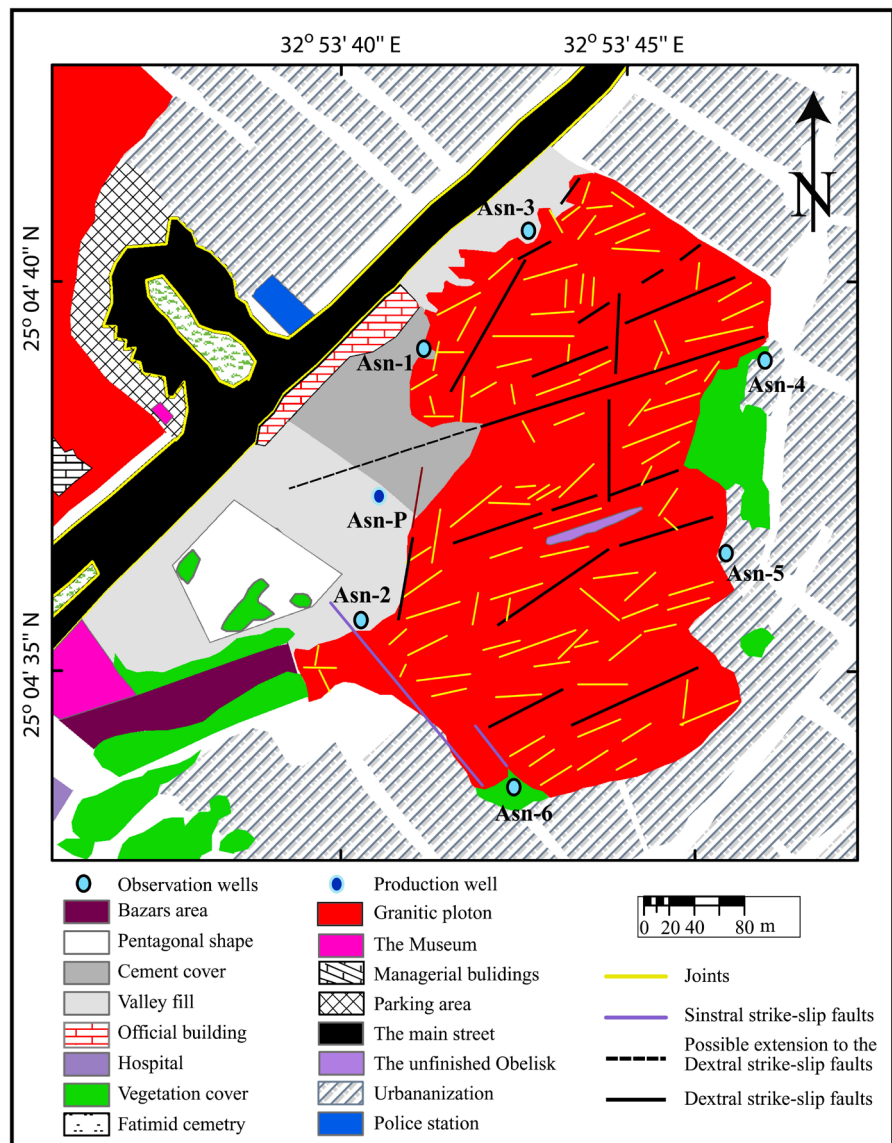 32° 53' 40" E
32° 53' 45" E
25° 04' 40" N
25° 04' 35" N
N
Asn-3
Asn-1
Asn-4
Asn-P
Asn-5
Asn-2
Asn-6
Observation wells
Bazars area
Pentagonal shape
Cement cover
Valley fill
Official building
Hospital
Vegetation cover
Fatimid cemetry
Production well
Granitic ploton
The Museum
Managerial bulidings
Parking area
The main street
The unfinished Obelisk
Urbananization
Police station
0 20 40 80 m
Joints
Sinstral strike-slip faults
Possible extension to the
Dextral strike-slip faults
Dextral strike-slip faults